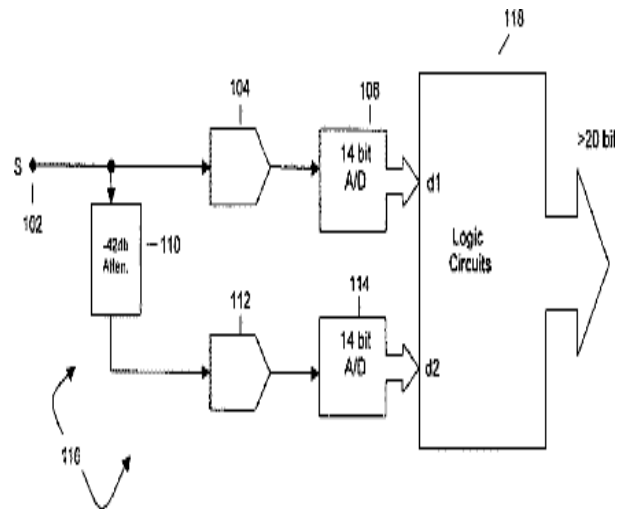 118
104
106
>20 bit
S
14 bit
A/D
d1
102
-42db
Atten.
110
Logic
Circuits
112
114
14 bit
A/D
d2
116